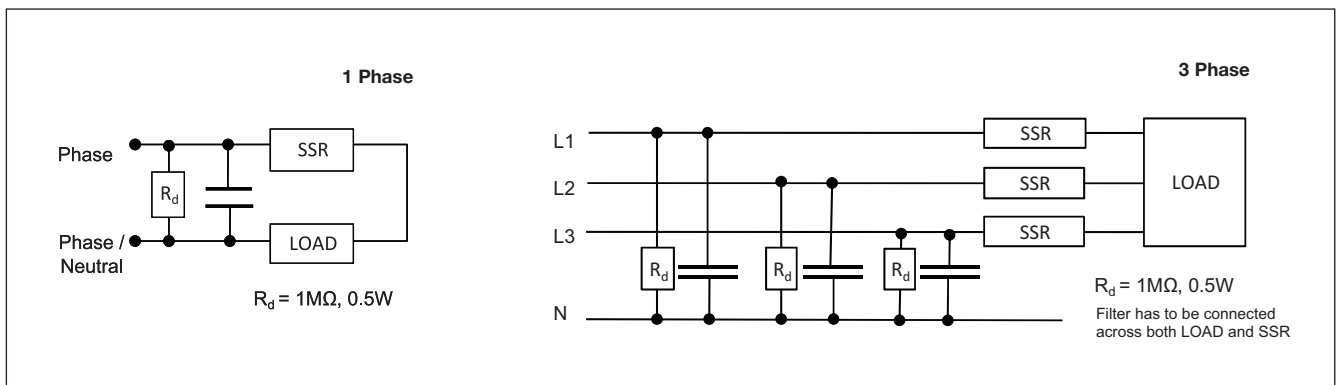 1 Phase
Phase
SSR
Rd
Phase /
Neutral
LOAD
Rd = 1MΩ, 0.5W
3 Phase
L1
SSR
L2
SSR
LOAD
L3
SSR
Rd
Rd
Rd
N
Rd = 1MΩ, 0.5W
Filter has to be connected
across both LOAD and SSR